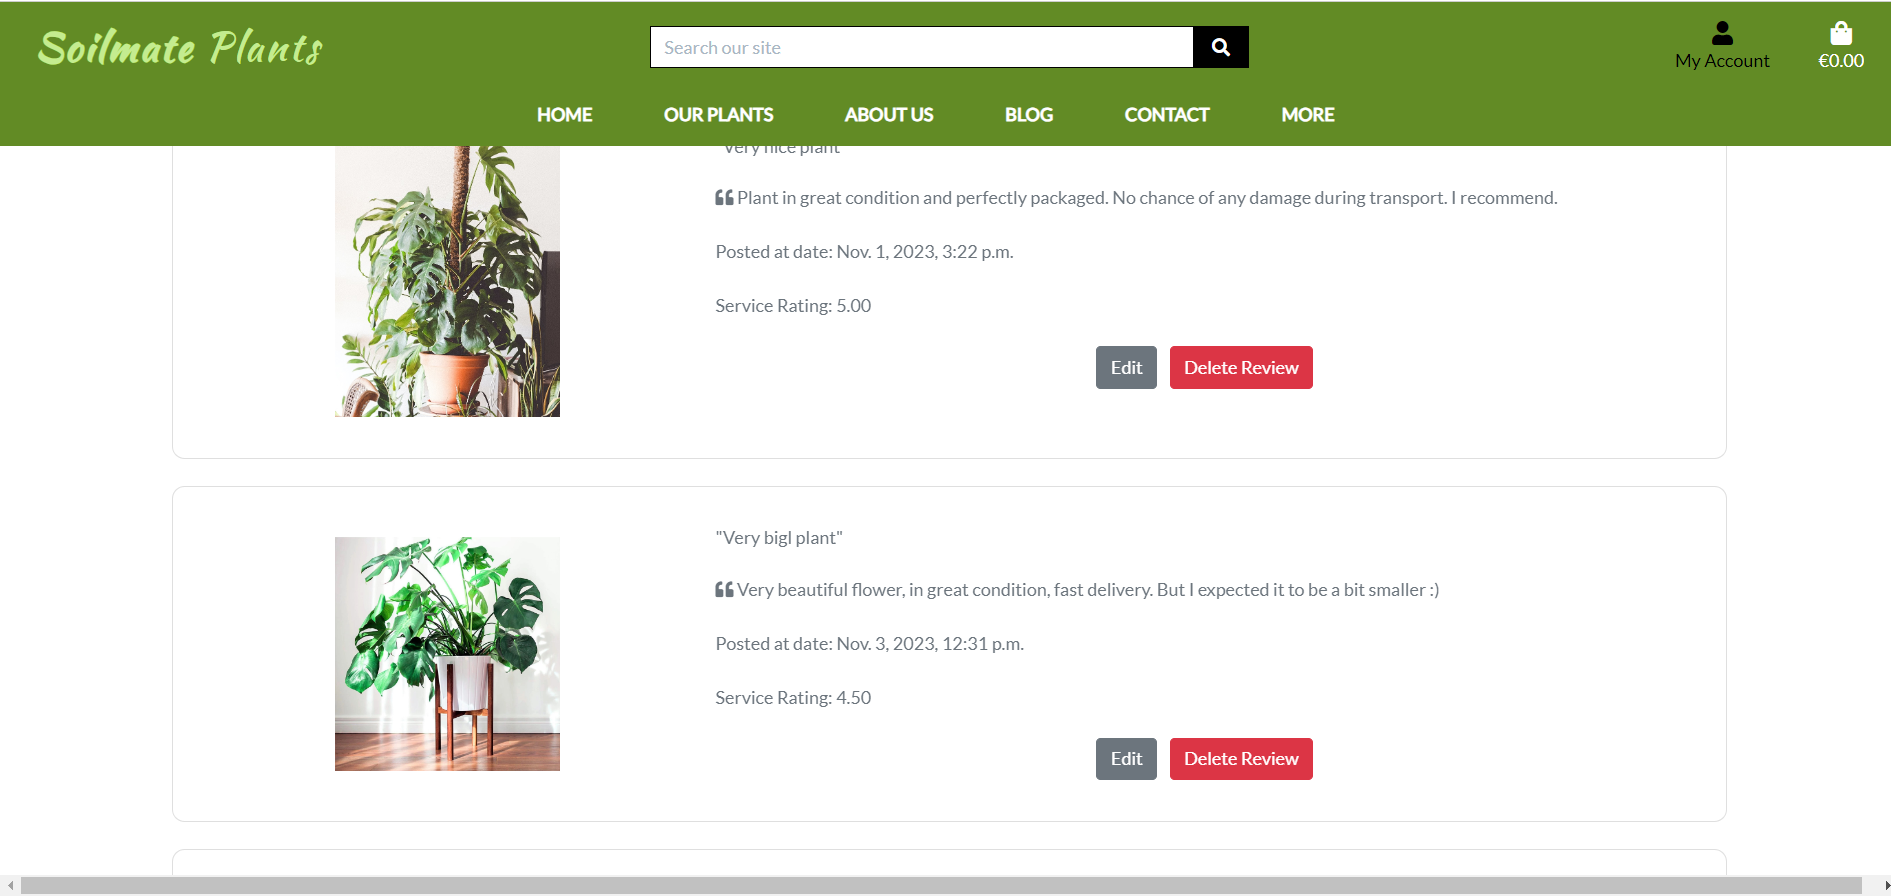 Soilmate Plants
Search our site
My Account
€0.00
HOME OUR PLANTS ABOUT US BLOG CONTACT MORE
"Very nice plant"
❝ Plant in great condition and perfectly packaged. No chance of any damage during transport. I recommend.
Posted at date: Nov. 1, 2023, 3:22 p.m.
Service Rating: 5.00
Edit Delete Review
"Very bigl plant"
❝ Very beautiful flower, in great condition, fast delivery. But I expected it to be a bit smaller :)
Posted at date: Nov. 3, 2023, 12:31 p.m.
Service Rating: 4.50
Edit Delete Review